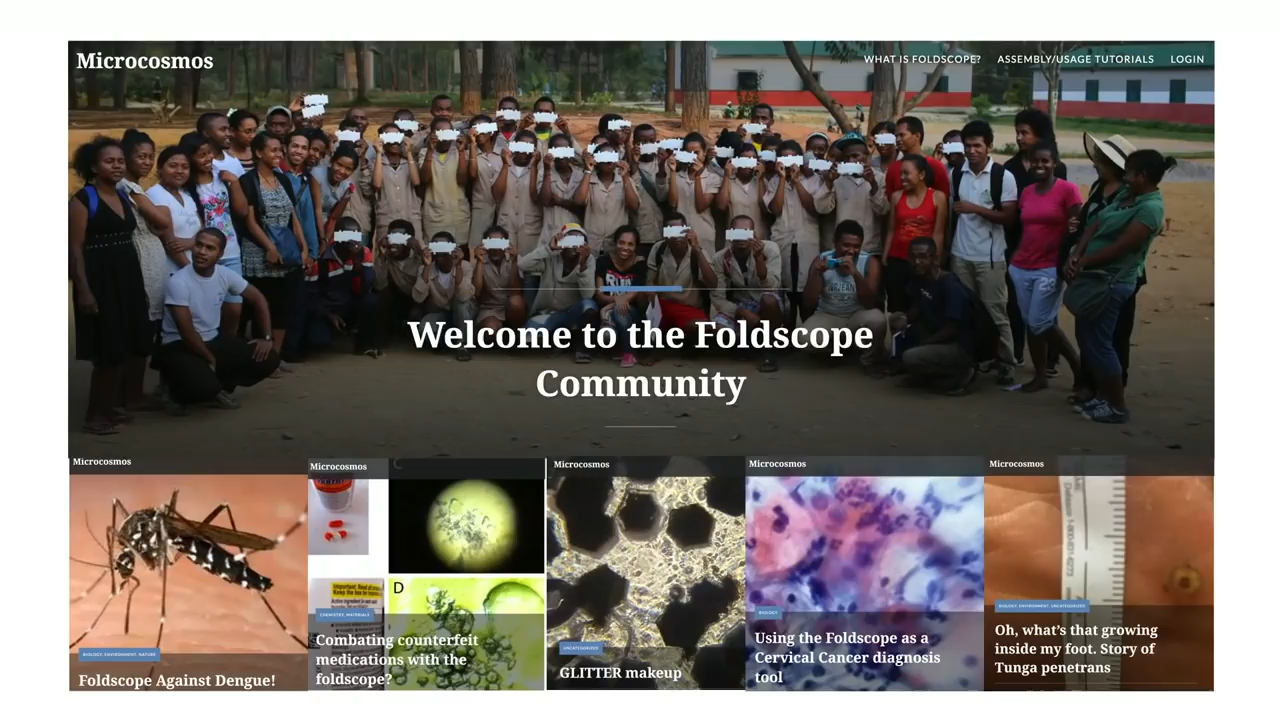 Microcosmos
WHAT IS FOLDSCOPE?
ASSEMBLY/USAGE TUTORIALS
LOGIN
Welcome to the Foldscope
Community
Microcosmos
BIOLOGY, ENVIRONMENT, NATURE
Foldscope Against Dengue!
Microcosmos
C
D
CHEMISTRY, MATERIALS
Combating counterfeit
medications with the
foldscope?
Microcosmos
UNCATEGORIZED
GLITTER makeup
Microcosmos
BIOLOGY
Using the Foldscope as a
Cervical Cancer diagnosis
tool
Microcosmos
BIOLOGY, ENVIRONMENT, UNCATEGORIZED
Oh, what's that growing
inside my foot. Story of
Tunga penetrans